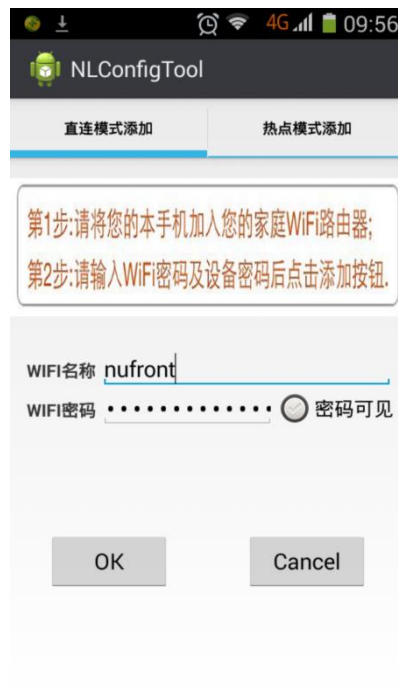 4G 09:56
NLConfigTool
直连模式添加 热点模式添加
第1步:请将您的本手机加入您的家庭WiFi路由器;
第2步:请输入WiFi密码及设备密码后点击添加按钮.
WIFI名称 nufront
WIFI密码 •••••••••••••• 密码可见
OK Cancel